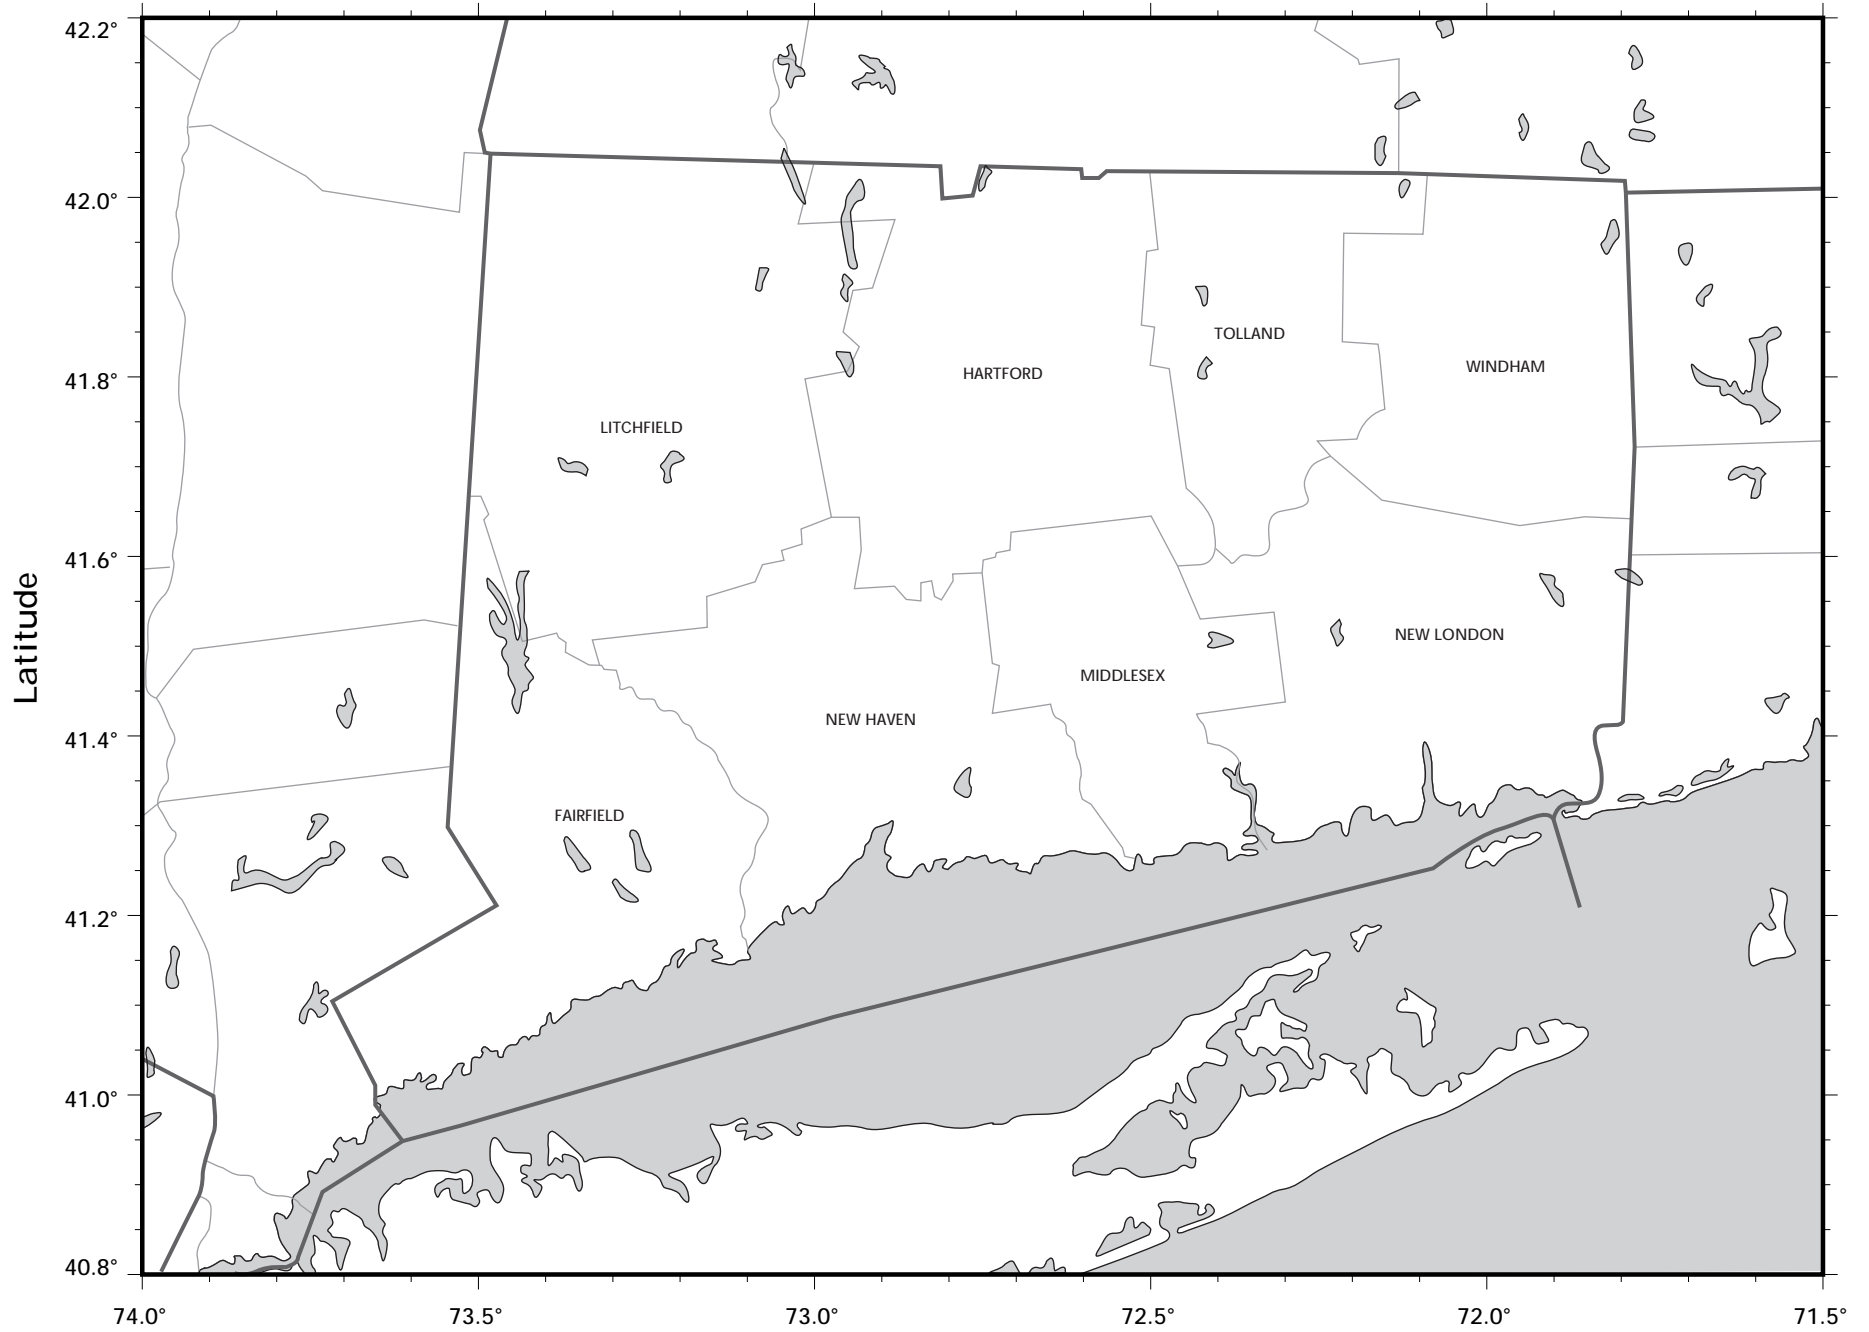 42.2°
42.0°
TOLLAND
WINDHAM
HARTFORD
41.8°
LITCHFIELD
41.6°
Latitude
NEW LONDON
MIDDLESEX
NEW HAVEN
41.4°
FAIRFIELD
41.2°
41.0°
40.8°
74.0° 73.5° 73.0° 72.5° 72.0° 71.5°